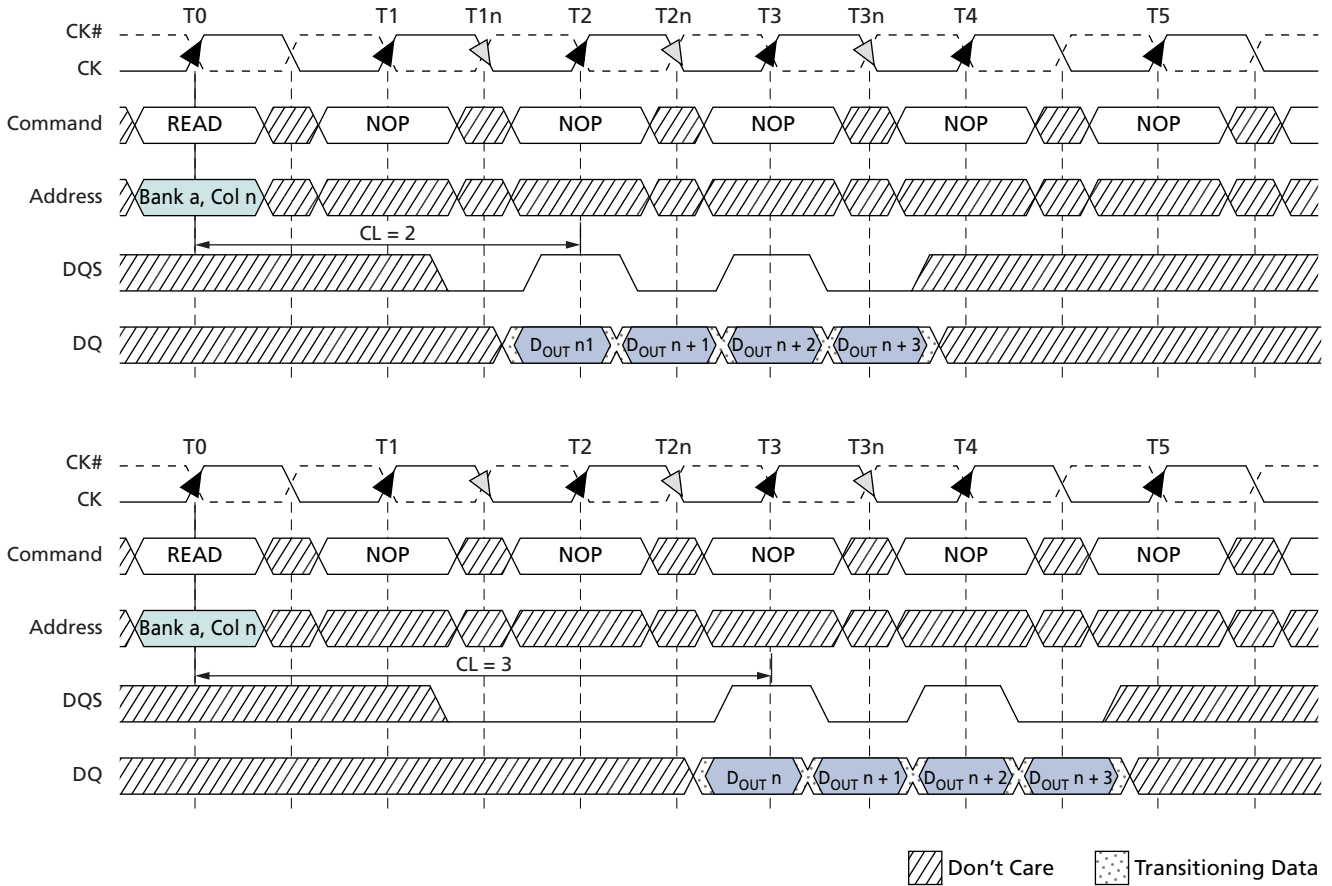 T0 T1 T1n T2 T2n T3 T3n T4 T5
CK#
CK
Command READ NOP NOP NOP NOP NOP
Address Bank a, Col n
CL = 2
DQS
DQ DOUT n1 DOUT n + 1 DOUT n + 2 DOUT n + 3
T0 T1 T2 T2n T3 T3n T4 T5
CK#
CK
Command READ NOP NOP NOP NOP NOP
Address Bank a, Col n
CL = 3
DQS
DQ DOUT n DOUT n + 1 DOUT n + 2 DOUT n + 3
Don't Care Transitioning Data